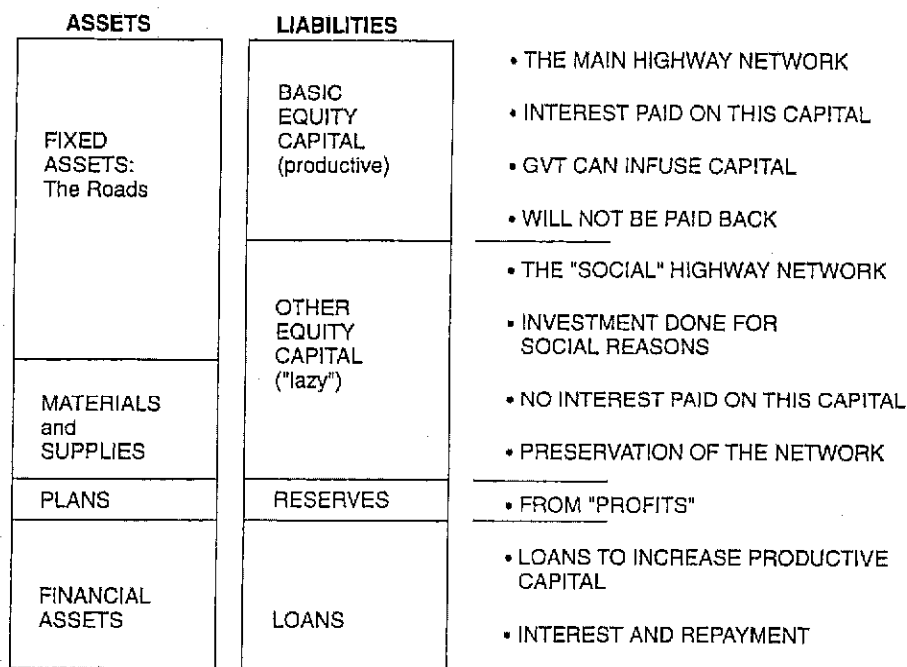 ASSETS
FIXED
ASSETS:
The Roads
MATERIALS
and
SUPPLIES
PLANS
FINANCIAL
ASSETS
LIABILITIES
BASIC
EQUITY
CAPITAL
(productive)
OTHER
EQUITY
CAPITAL
("lazy")
RESERVES
LOANS
• THE MAIN HIGHWAY NETWORK
• INTEREST PAID ON THIS CAPITAL
• GVT CAN INFUSE CAPITAL
• WILL NOT BE PAID BACK
• THE "SOCIAL" HIGHWAY NETWORK
• INVESTMENT DONE FOR
SOCIAL REASONS
• NO INTEREST PAID ON THIS CAPITAL
• PRESERVATION OF THE NETWORK
• FROM "PROFITS"
• LOANS TO INCREASE PRODUCTIVE
CAPITAL
• INTEREST AND REPAYMENT